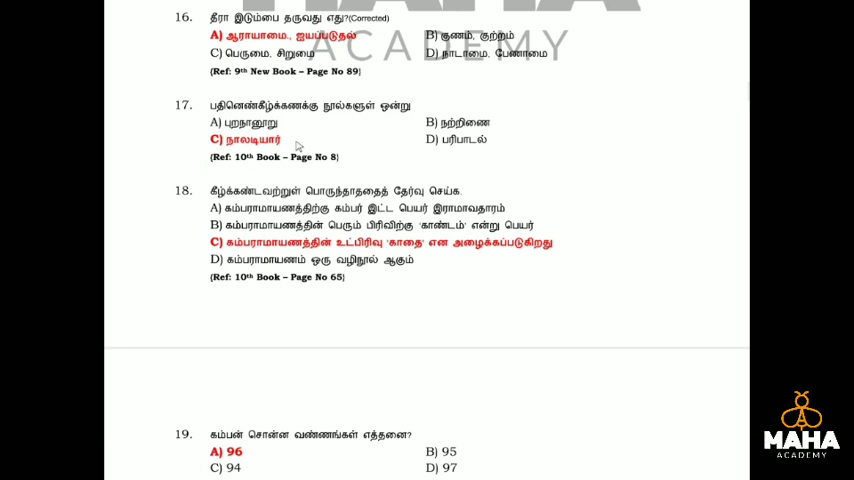 MAHA
ACADEMY
16. தீரா இடும்பை தருவது எது?(Corrected)
A) ஆராயாமை., ஐயப்படுதல்
B) குணம், குற்றம்
C) பெருமை, சிறுமை
D) நாடாமை, பேணாமை
(Ref: 9th New Book – Page No 89)
17. பதினெண்கீழ்க்கணக்கு நூல்களுள் ஒன்று
A) புறநானூறு
B) நற்றிணை
C) நாலடியார்
D) பரிபாடல்
(Ref: 10th Book – Page No 8)
18. கீழ்க்கண்டவற்றுள் பொருந்தாததைத் தேர்வு செய்க.
A) கம்பராமாயணத்திற்கு கம்பர் இட்ட பெயர் இராமாவதாரம்
B) கம்பராமாயணத்தின் பெரும் பிரிவிற்கு 'காண்டம்' என்று பெயர்
C) கம்பராமாயணத்தின் உட்பிரிவு 'காதை' என அழைக்கப்படுகிறது
D) கம்பராமாயணம் ஒரு வழிநூல் ஆகும்
(Ref: 10th Book – Page No 65)
19. கம்பன் சொன்ன வண்ணங்கள் எத்தனை?
A) 96
B) 95
C) 94
D) 97
MAHA
ACADEMY